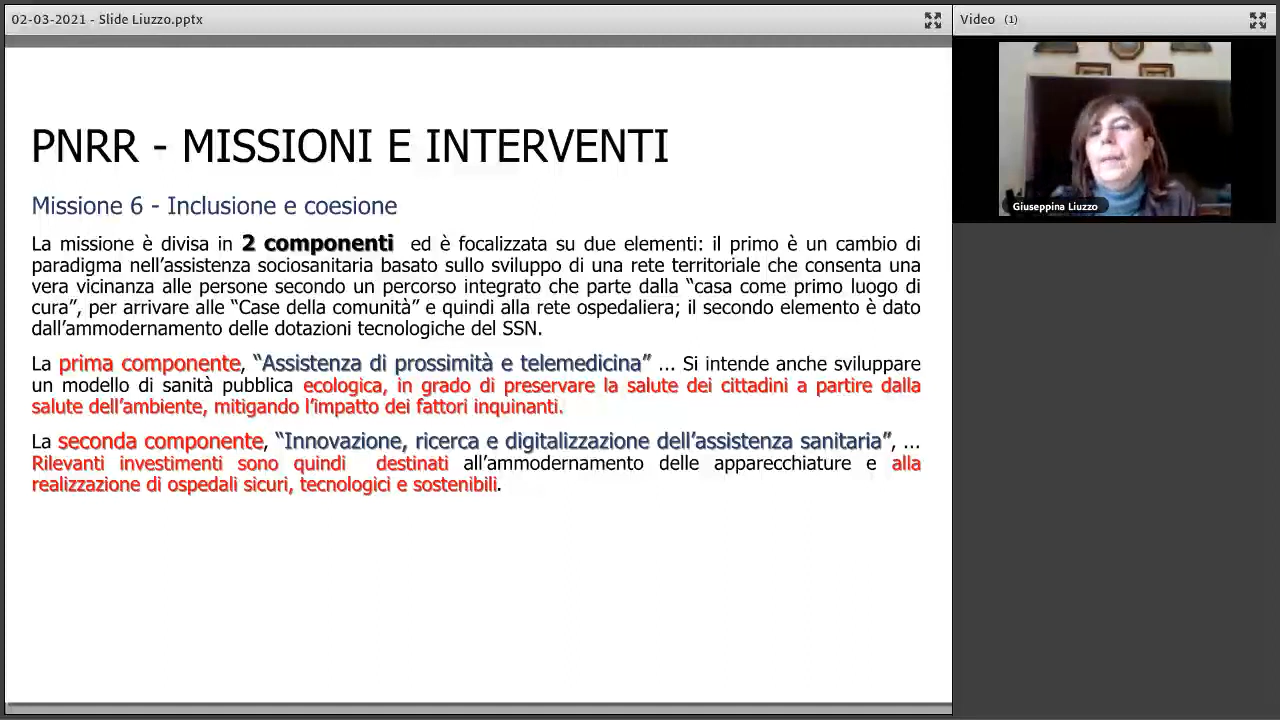 02-03-2021 - Slide Liuzzo.pptx
Video (1)
Giuseppina Liuzzo
PNRR - MISSIONI E INTERVENTI
Missione 6 - Inclusione e coesione
La missione è divisa in 2 componenti ed è focalizzata su due elementi: il primo è un cambio di
paradigma nell’assistenza sociosanitaria basato sullo sviluppo di una rete territoriale che consenta una
vera vicinanza alle persone secondo un percorso integrato che parte dalla “casa come primo luogo di
cura”, per arrivare alle “Case della comunità” e quindi alla rete ospedaliera; il secondo elemento è dato
dall’ammodernamento delle dotazioni tecnologiche del SSN.
La prima componente, “Assistenza di prossimità e telemedicina” ... Si intende anche sviluppare
un modello di sanità pubblica ecologica, in grado di preservare la salute dei cittadini a partire dalla
salute dell’ambiente, mitigando l’impatto dei fattori inquinanti.
La seconda componente, “Innovazione, ricerca e digitalizzazione dell’assistenza sanitaria”, ...
Rilevanti investimenti sono quindi destinati all’ammodernamento delle apparecchiature e alla
realizzazione di ospedali sicuri, tecnologici e sostenibili.